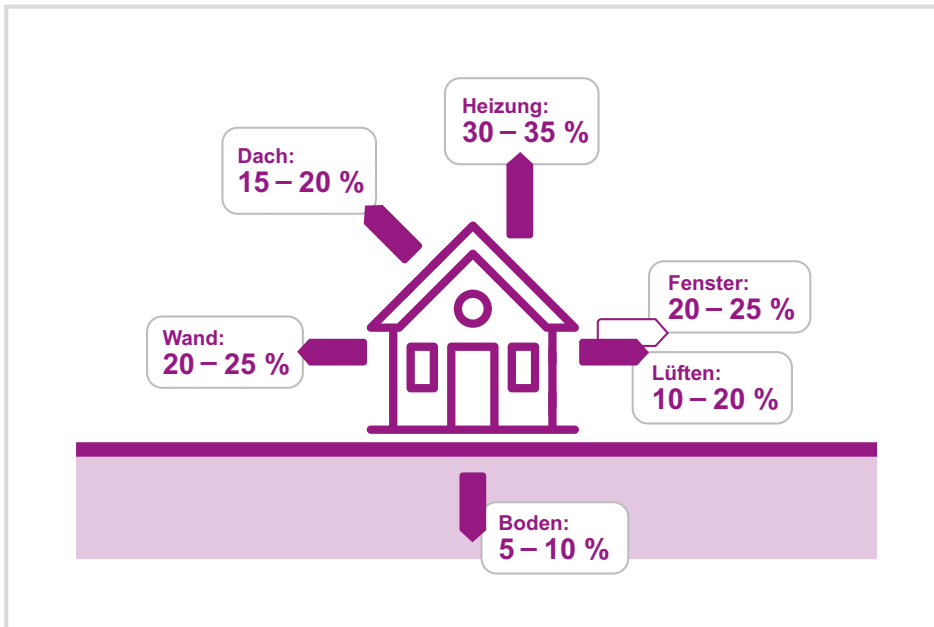 Heizung:
30 – 35 %
Dach:
15 – 20 %
Fenster:
20 – 25 %
Wand:
20 – 25 %
Lüften:
10 – 20 %
Boden:
5 – 10 %